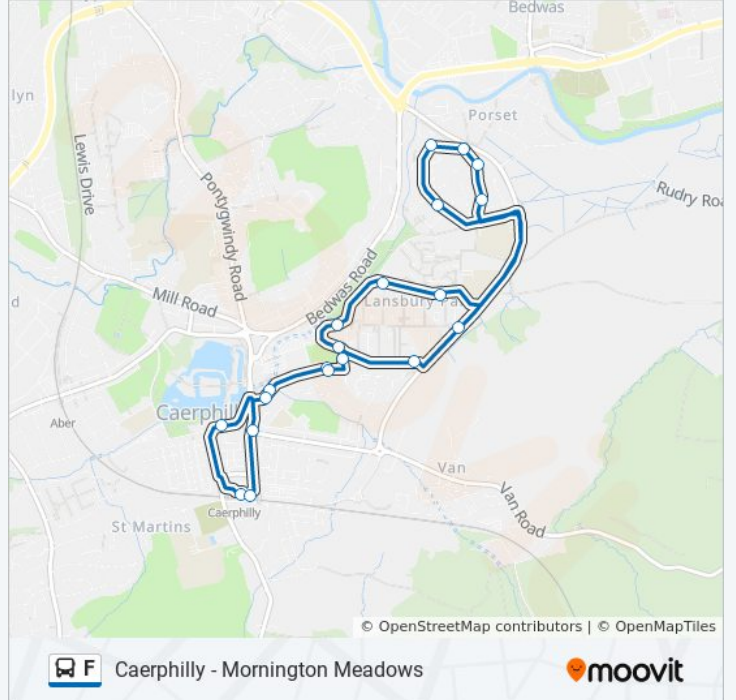 Bedwas
lyn
Porset
Lewis Drive
Pontygwindy Road
Rudry Roa
Bedwas Road
d
Mill Road
Lansbury Pa
Caerphill
Aber
Van
Van Road
Caerphilly
St Martins
© OpenStreetMap contributors | © OpenMapTiles
F Caerphilly - Mornington Meadows
moovit